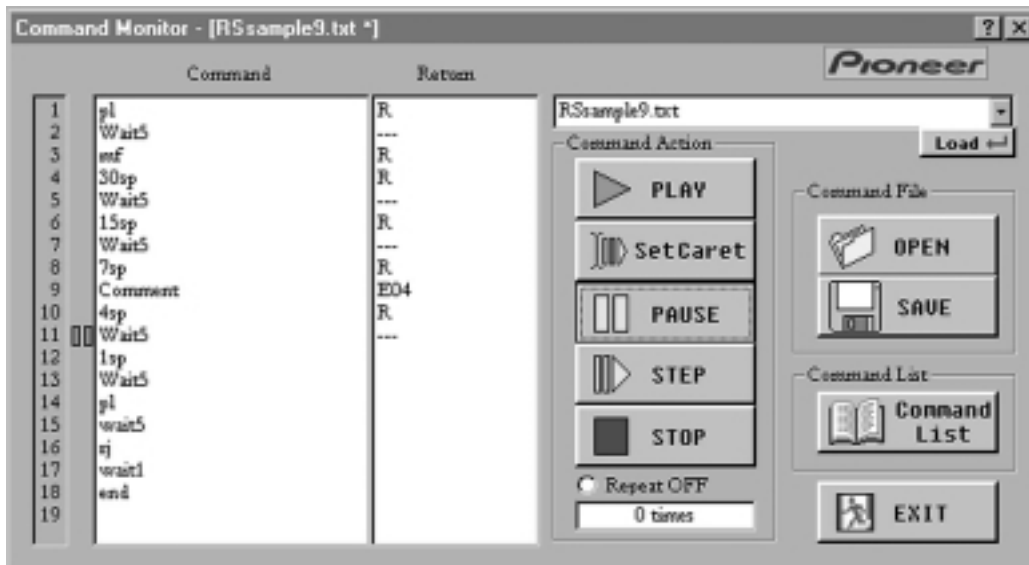 Command Monitor - [RSsample9.txt *]
Pioneer
Command Return
1 pl R
2 Wait5 ---
3 mf R
4 30sp R
5 Wait5 ---
6 15sp R
7 Wait5 ---
8 7sp R
9 Comment E04
10 4sp R
11 Wait5 ---
12 1sp
13 Wait5
14 pl
15 wait5
16 rj
17 wait1
18 end
19
RSsample9.txt
Load
Command Action
PLAY
SetCaret
PAUSE
STEP
STOP
Repeat OFF
0 times
Command File
OPEN
SAVE
Command List
Command
List
EXIT